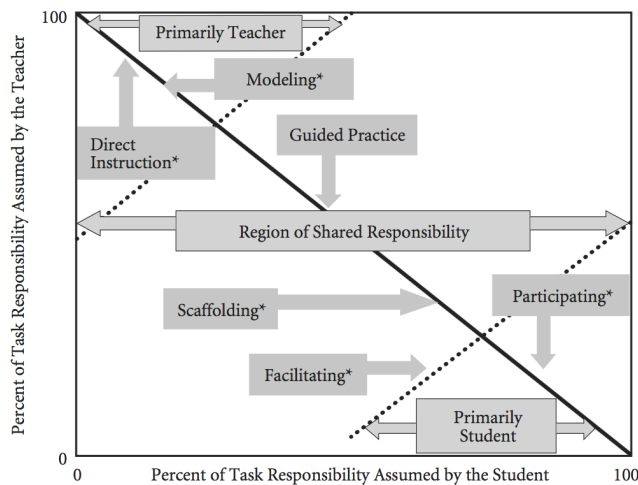 100
Primarily Teacher
Modeling*
Direct
Instruction*
Guided Practice
Region of Shared Responsibility
Scaffolding*
Participating*
Facilitating*
Primarily
Student
Percent of Task Responsibility Assumed by the Teacher
0
0
Percent of Task Responsibility Assumed by the Student
100